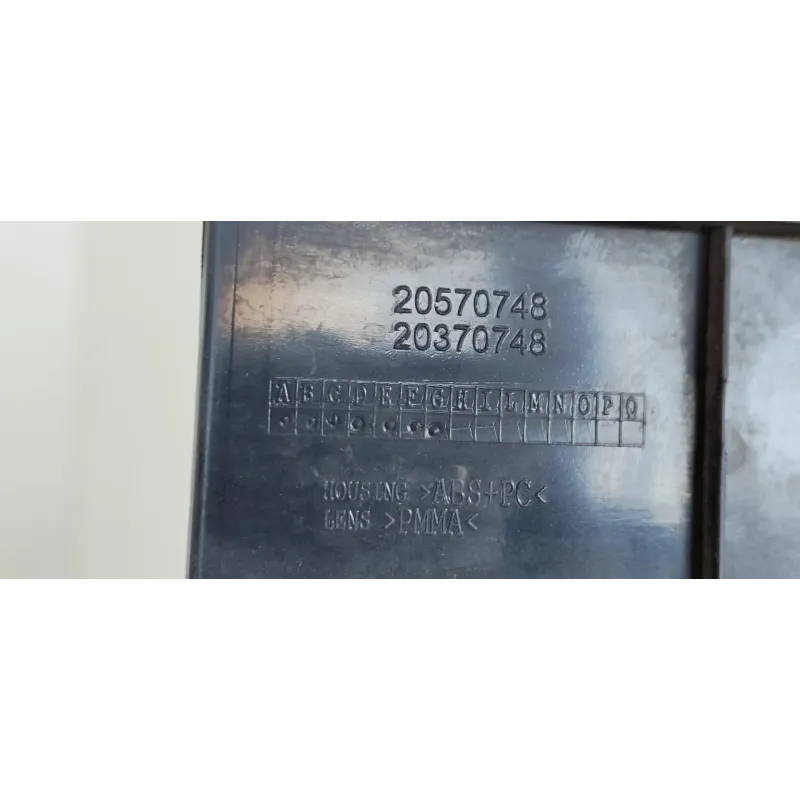 20570748
20370748
A B C D E F G H I L M N O P Q
HOUSING >ABS+PC<
LENS >PMMA<